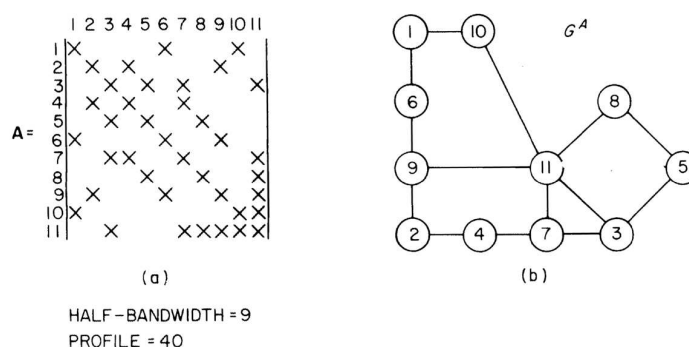 1 2 3 4 5 6 7 8 9 10 11
1 × × ×
2 × × ×
3 × × × ×
4 × × ×
5 × × ×
A= 6 × × ×
7 × × × ×
8 × × ×
9 × × × ×
10 × × ×
11 × × × × × ×
(a)
HALF-BANDWIDTH = 9
PROFILE = 40
G^A
1 10
6 8
9 11 5
2 4 7 3
(b)